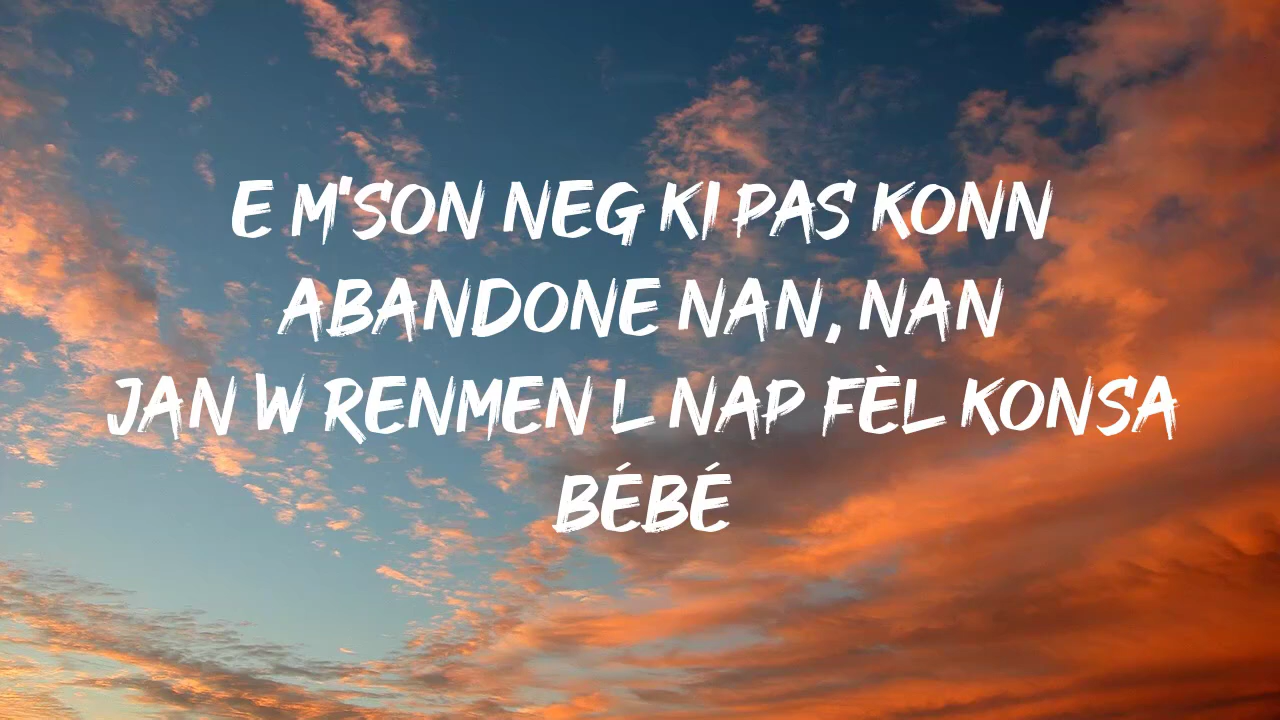 E M'SON NEG KI PAS KONN
ABANDONE NAN, NAN
JAN W RENMEN L NAP FÈL KONSA
BÉBÉ